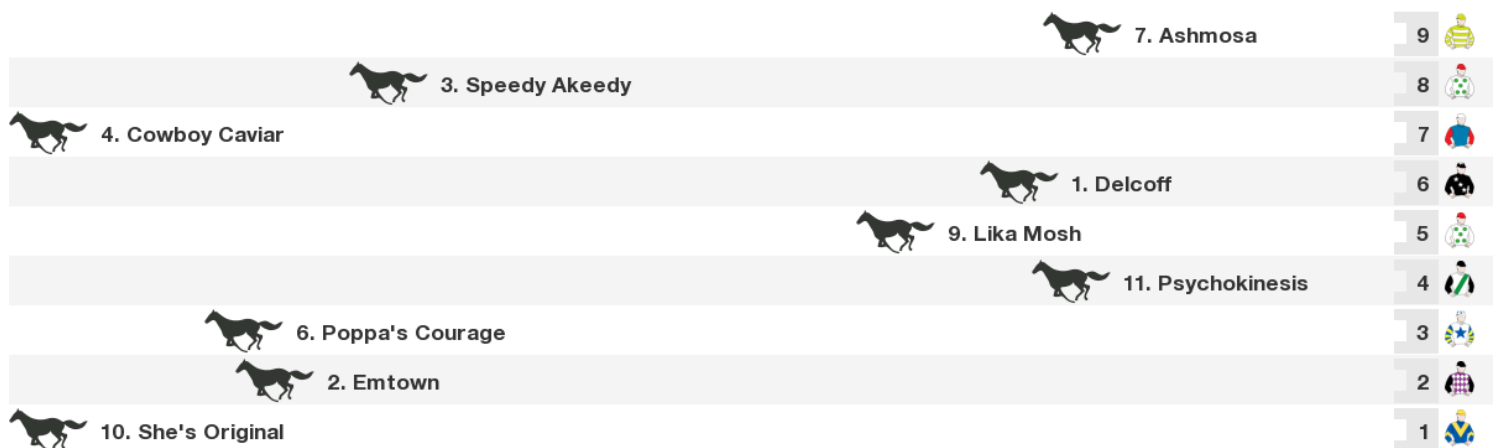 7. Ashmosa 9
3. Speedy Akeedy 8
4. Cowboy Caviar 7
1. Delcoff 6
9. Lika Mosh 5
11. Psychokinesis 4
6. Poppa's Courage 3
2. Emtown 2
10. She's Original 1